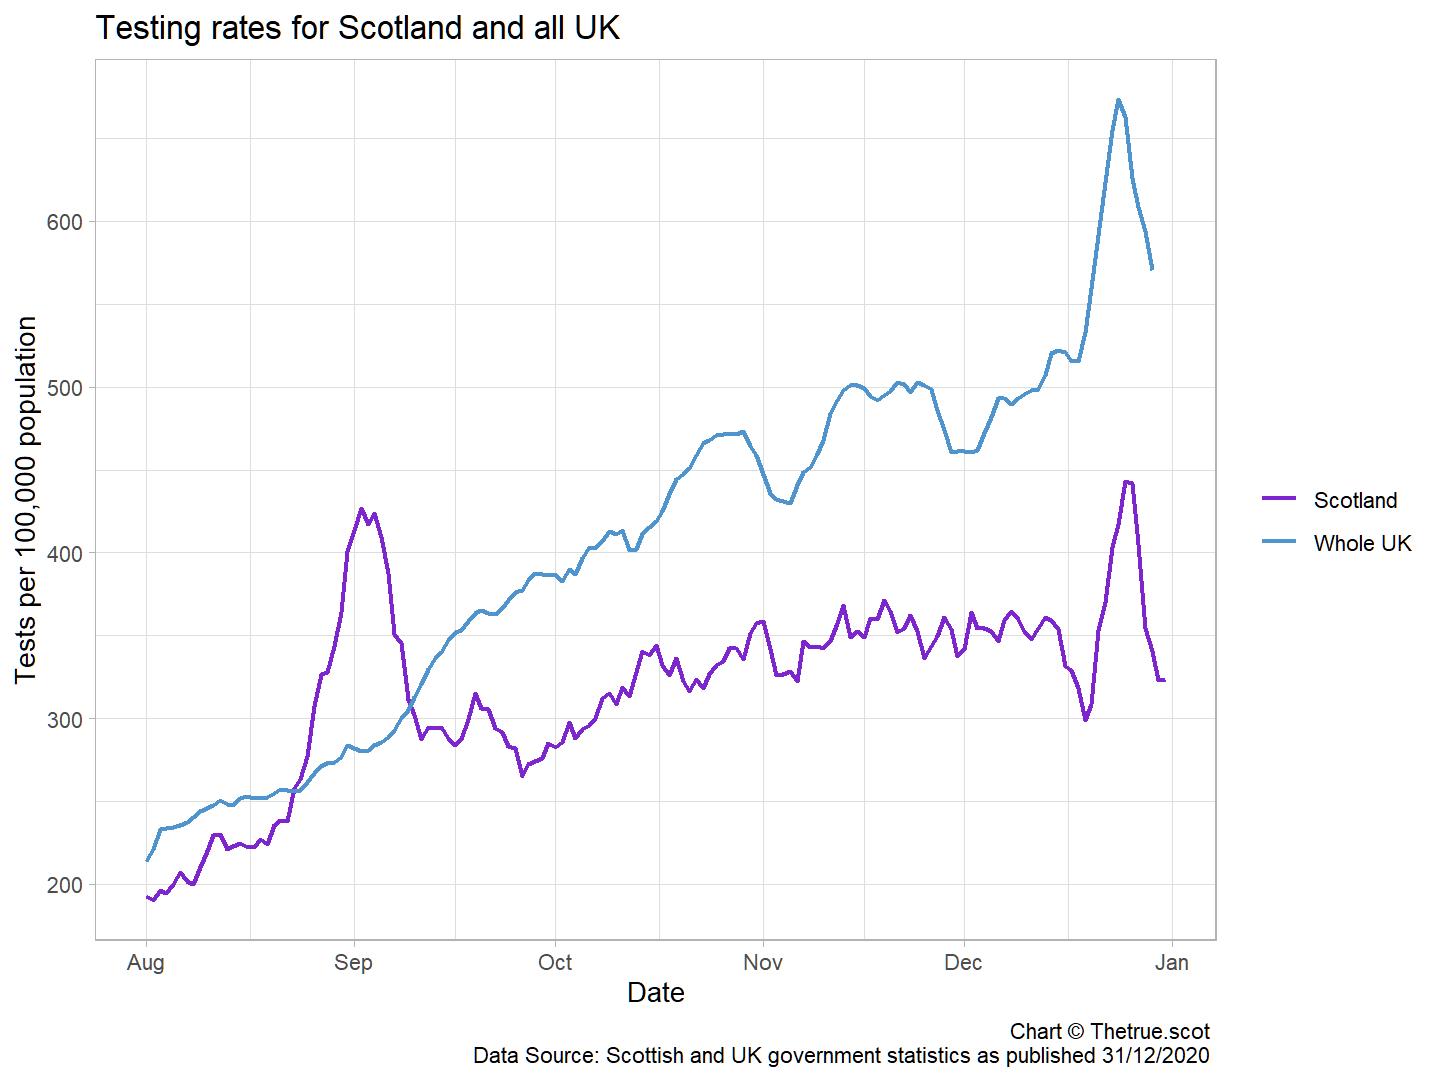 Testing rates for Scotland and all UK
Tests per 100,000 population
600
500
400
300
200
Aug Sep Oct Nov Dec Jan
Date
Scotland
Whole UK
Chart © Thetrue.scot
Data Source: Scottish and UK government statistics as published 31/12/2020